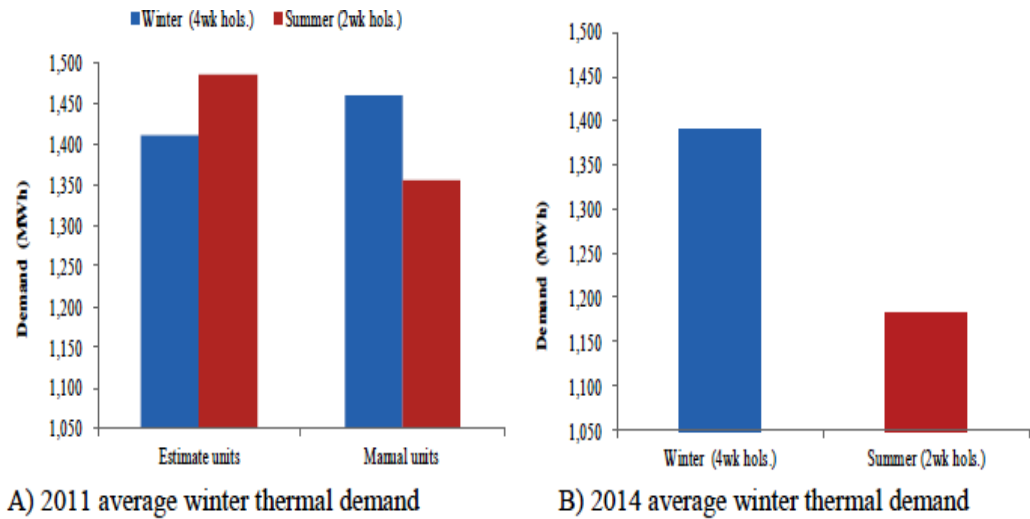 Winter (4wk hols.) Summer (2wk hols.)
Demand (MWh)
1,500
1,450
1,400
1,350
1,300
1,250
1,200
1,150
1,100
1,050
Estimate units Manual units
A) 2011 average winter thermal demand
Demand (MWh)
1,500
1,450
1,400
1,350
1,300
1,250
1,200
1,150
1,100
1,050
Winter (4wk hols.) Summer (2wk hols.)
B) 2014 average winter thermal demand